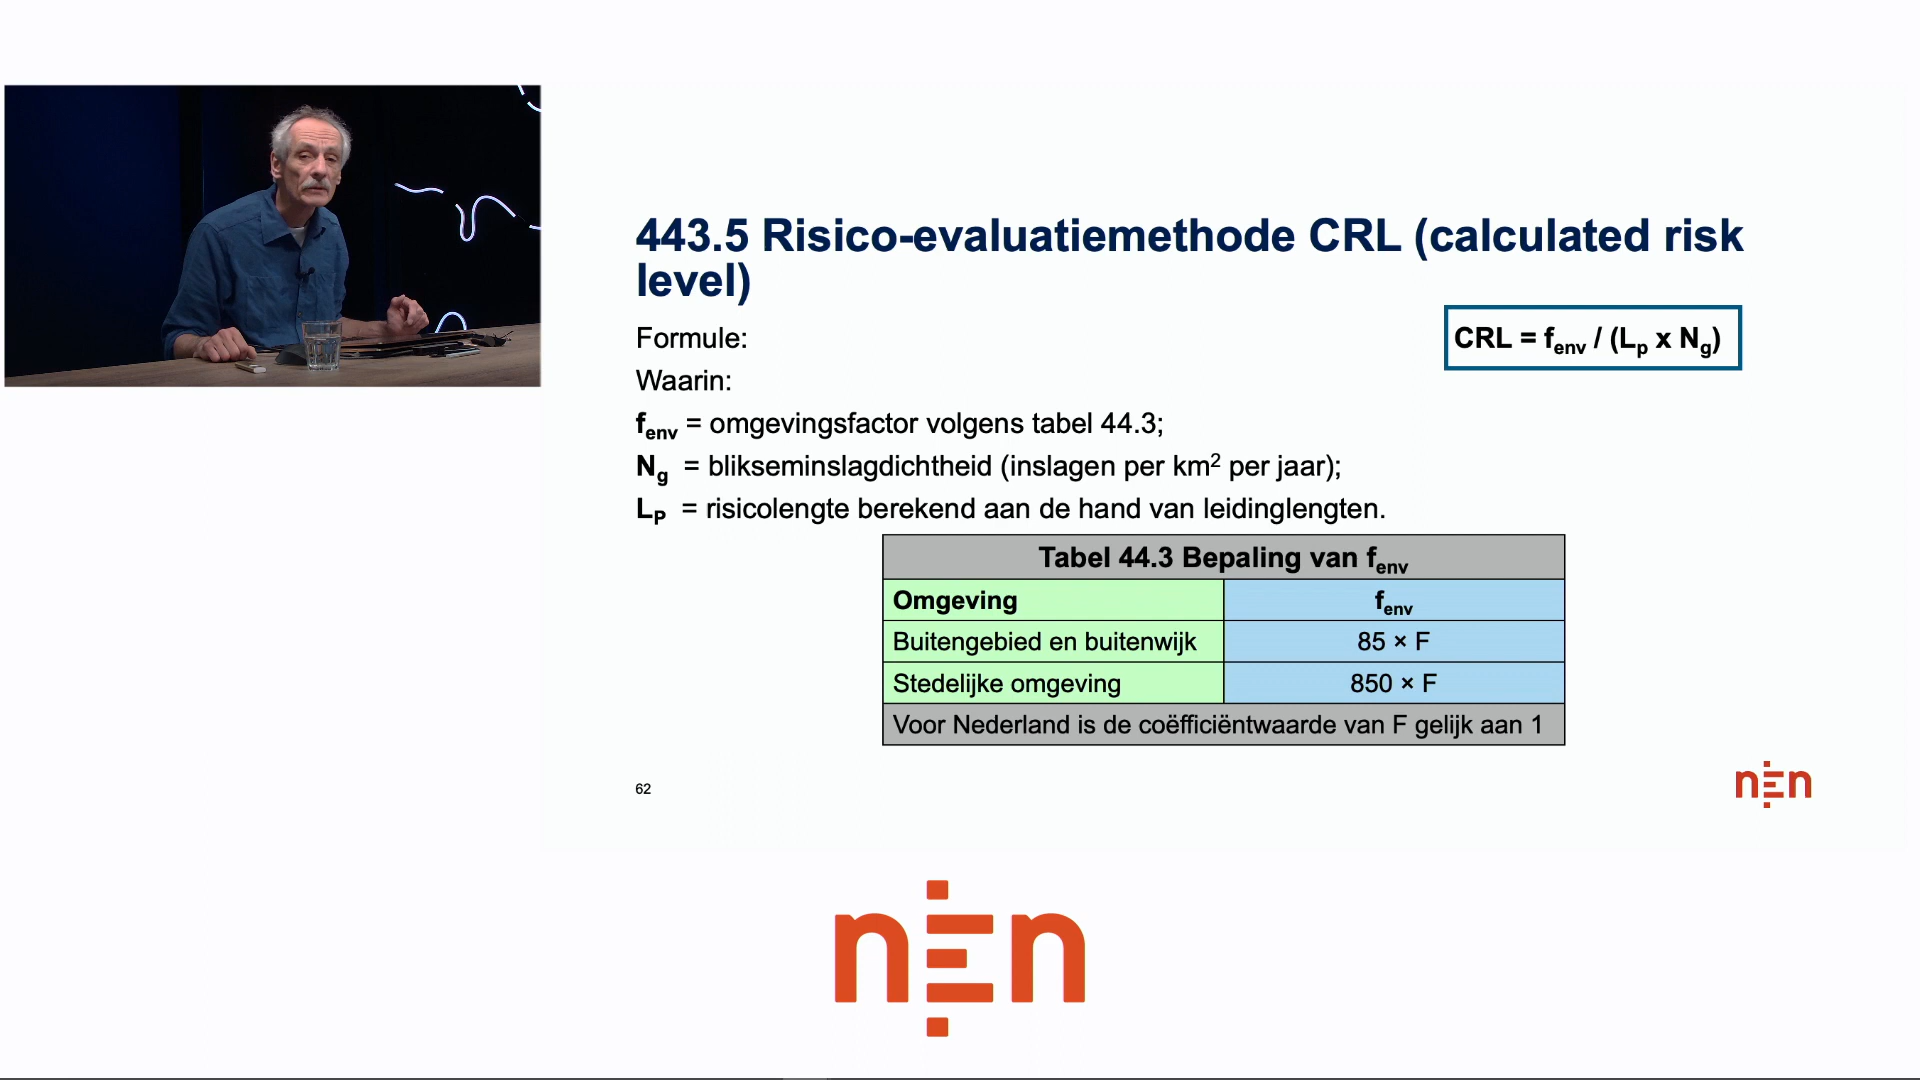 443.5 Risico-evaluatiemethode CRL (calculated risk
level)
Formule:
CRL = fenv / (Lp x Ng)
Waarin:
fenv = omgevingsfactor volgens tabel 44.3;
Ng = blikseminslagdichtheid (inslagen per km² per jaar);
LP = risicolengte berekend aan de hand van leidinglengten.
Tabel 44.3 Bepaling van fenv
Omgeving fenv
Buitengebied en buitenwijk 85 × F
Stedelijke omgeving 850 × F
Voor Nederland is de coëfficiëntwaarde van F gelijk aan 1
62
nEn
nEn